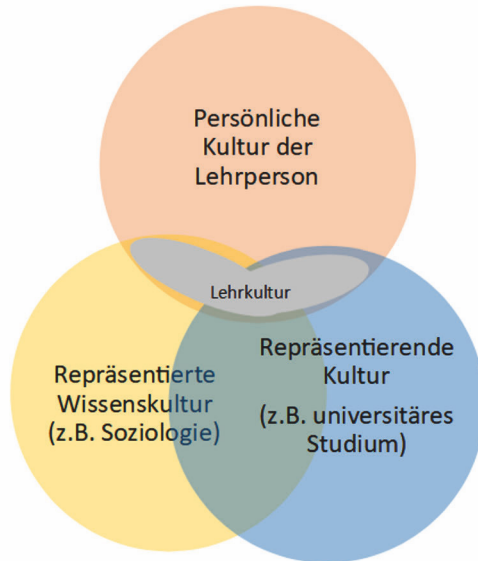 Persönliche
Kultur der
Lehrperson
Lehrkultur
Repräsentierte
Wissenskultur
(z.B. Soziologie)
Repräsentierende
Kultur
(z.B. universitäres
Studium)